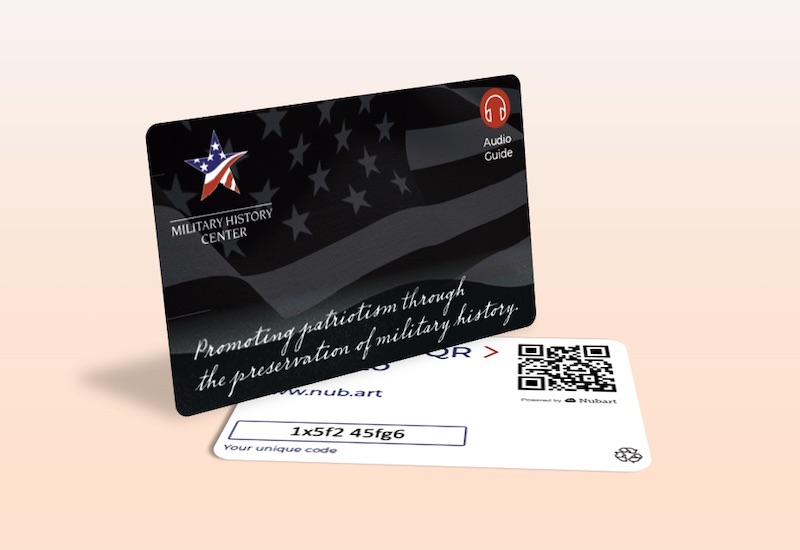 MILITARY HISTORY
CENTER
Audio
Guide
Promoting patriotism through
the preservation of military history.
QR >
www.nub.art
Powered by Nubart
1x5f2 45fg6
Your unique code